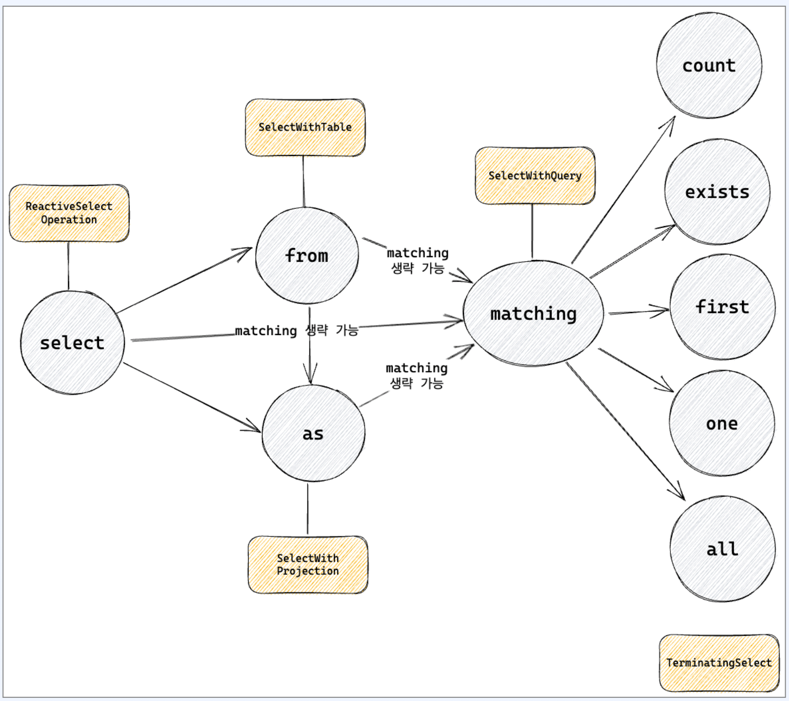 count
SelectWithTable
SelectWithQuery
exists
ReactiveSelect
Operation
from
matching
생략 가능
first
matching
select
matching 생략 가능
matching
생략 가능
as
one
SelectWith
Projection
all
TerminatingSelect